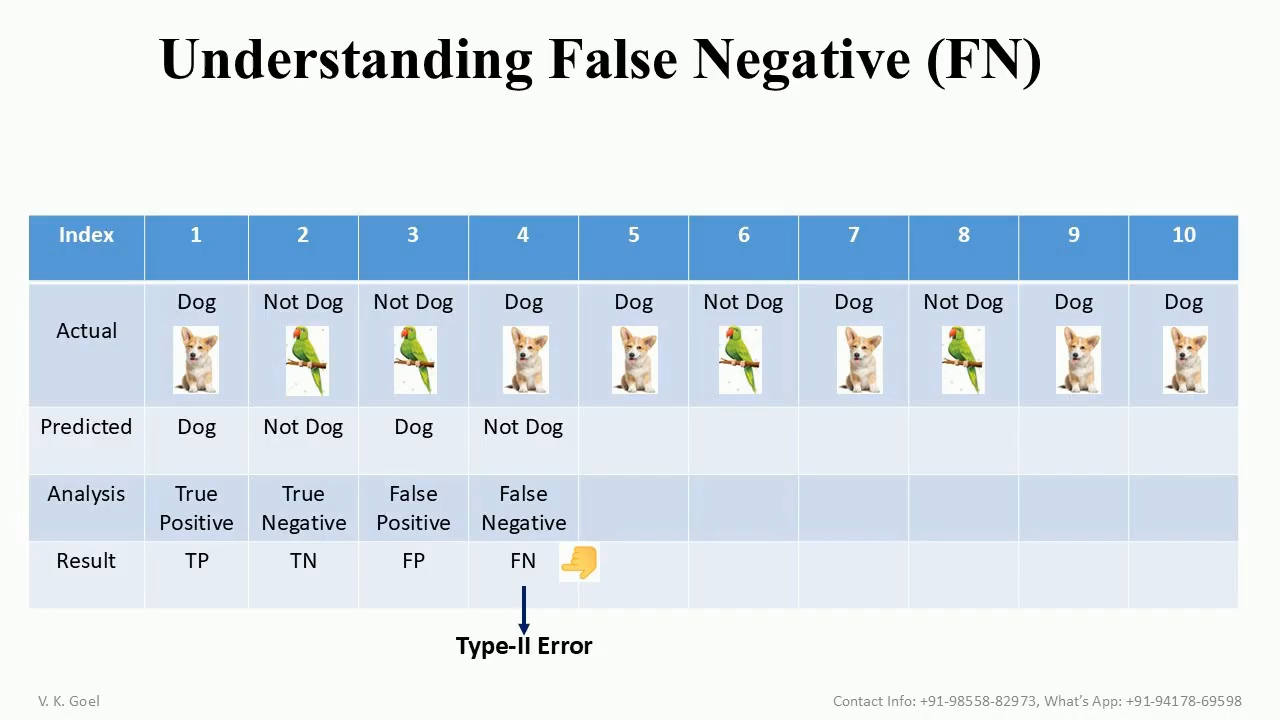 Understanding False Negative (FN)
Index 1 2 3 4 5 6 7 8 9 10
Actual Dog Not Dog Not Dog Dog Dog Not Dog Dog Not Dog Dog Dog
Predicted Dog Not Dog Dog Not Dog
Analysis True Positive True Negative False Positive False Negative
Result TP TN FP FN
Type-II Error
V. K. Goel
Contact Info: +91-98558-82973, What’s App: +91-94178-69598